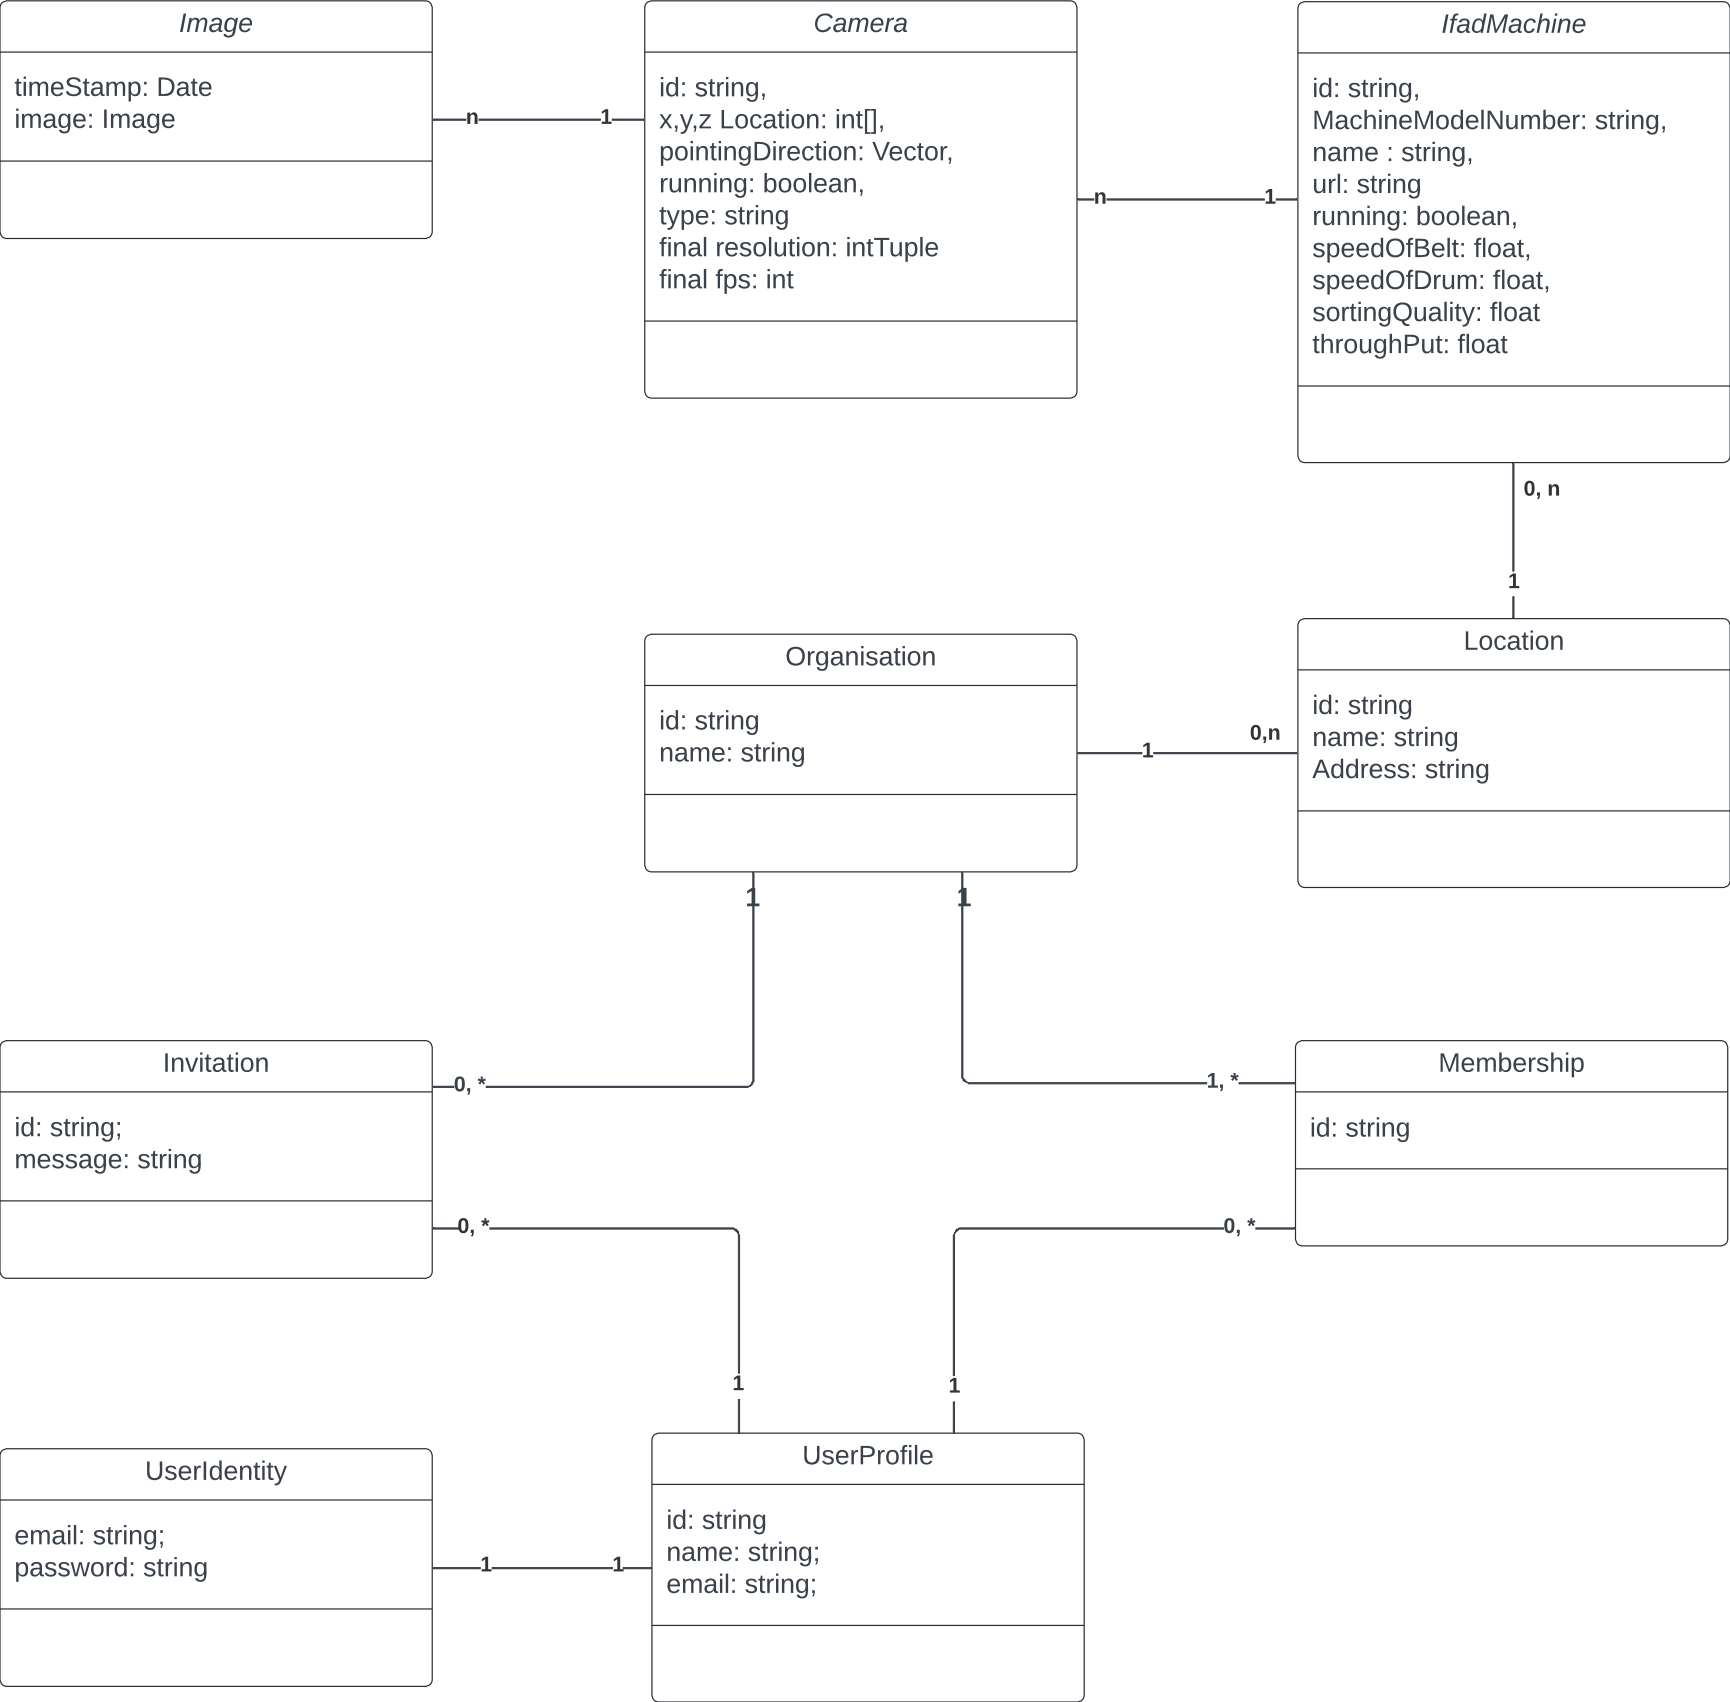 Image
timeStamp: Date
image: Image
n
1
Camera
id: string,
x,y,z Location: int[],
pointingDirection: Vector,
running: boolean,
type: string
final resolution: intTuple
final fps: int
n
1
IfadMachine
id: string,
MachineModelNumber: string,
name : string,
url: string
running: boolean,
speedOfBelt: float,
speedOfDrum: float,
sortingQuality: float
throughPut: float
0, n
1
Organisation
id: string
name: string
1
0,n
Location
id: string
name: string
Address: string
1
1
Invitation
id: string;
message: string
0, *
0, *
1, *
0, *
Membership
id: string
1
1
UserIdentity
email: string;
password: string
1
1
UserProfile
id: string
name: string;
email: string;